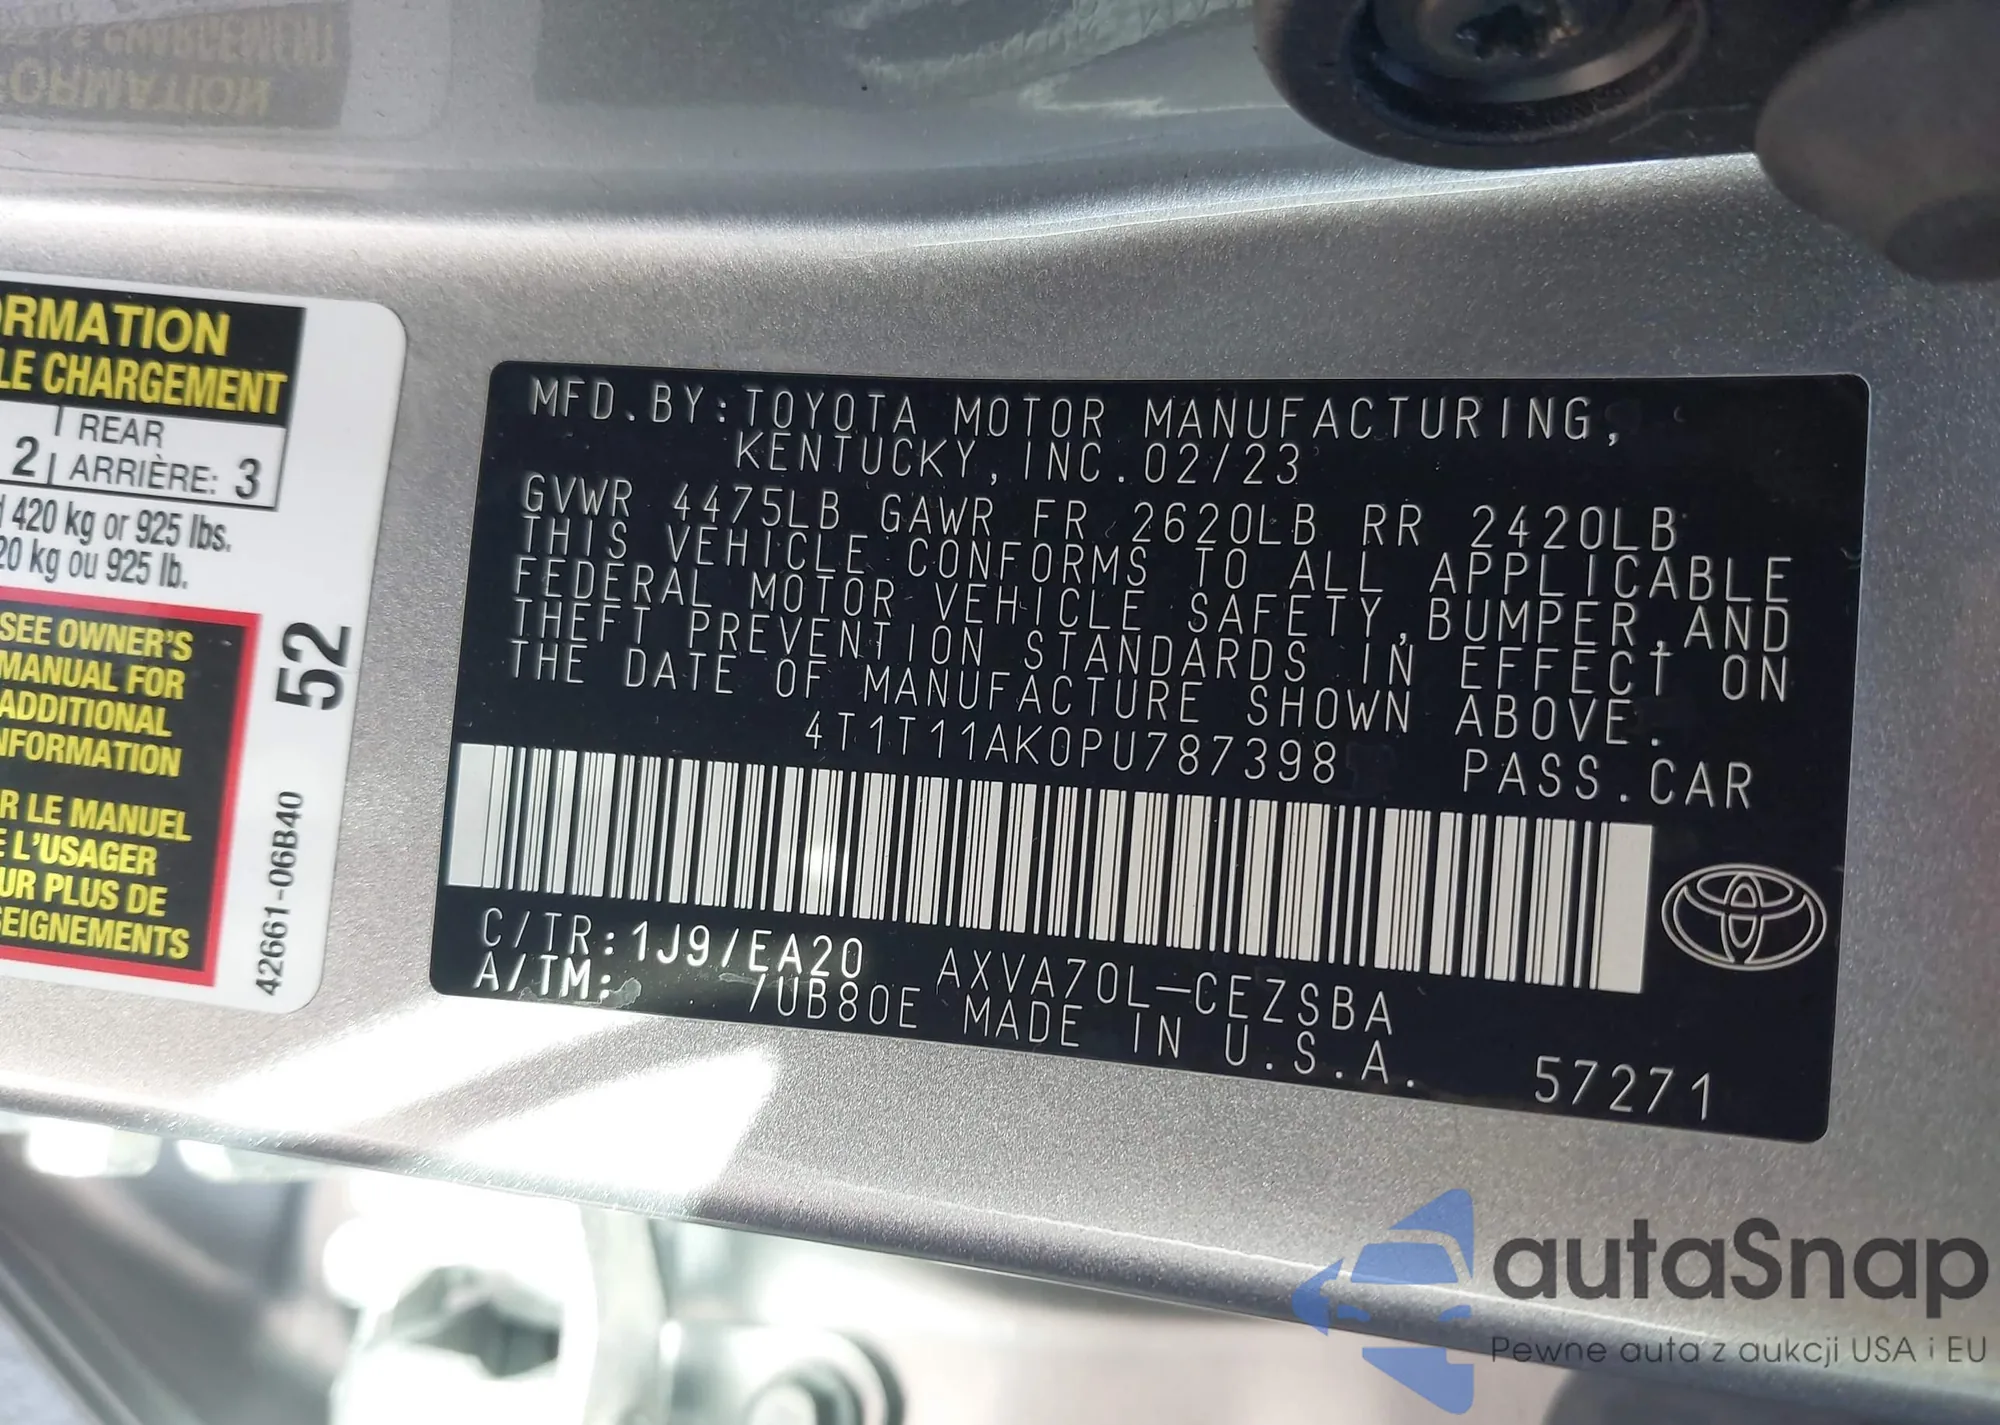 ORMATION
LE CHARGEMENT
2 | REAR
ARRIÈRE: 3
420 kg or 925 lbs.
20 kg ou 925 lb.
SEE OWNER'S
MANUAL FOR
ADDITIONAL
NFORMATION
R LE MANUEL
E L'USAGER
UR PLUS DE
SEIGNEMENTS
52
42661-06B40
MFD.BY:TOYOTA MOTOR MANUFACTURING,
KENTUCKY,INC.02/23
GVWR 4475LB GAWR FR 2620LB RR 2420LB
THIS VEHICLE CONFORMS TO ALL APPLICABLE
FEDERAL MOTOR VEHICLE SAFETY,BUMPER,AND
THEFT PREVENTION STANDARDS IN EFFECT ON
THE DATE OF MANUFACTURE SHOWN ABOVE.
4T1T11AK0PU787398 PASS.CAR
C/TR:1J9/EA20 AXVA70L-CEZSBA
A/TM: /UB80E MADE IN U.S.A.
57271
autaSnap
Pewne auta z aukcji USA i EU